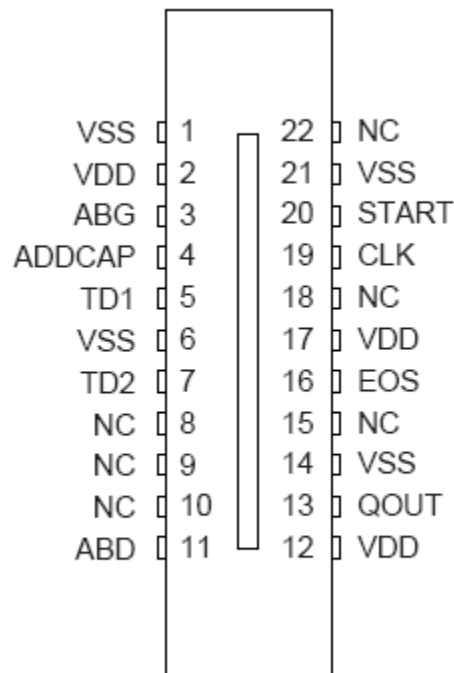 VSS 1 22 NC
VDD 2 21 VSS
ABG 3 20 START
ADDCAP 4 19 CLK
TD1 5 18 NC
VSS 6 17 VDD
TD2 7 16 EOS
NC 8 15 NC
NC 9 14 VSS
NC 10 13 QOUT
ABD 11 12 VDD